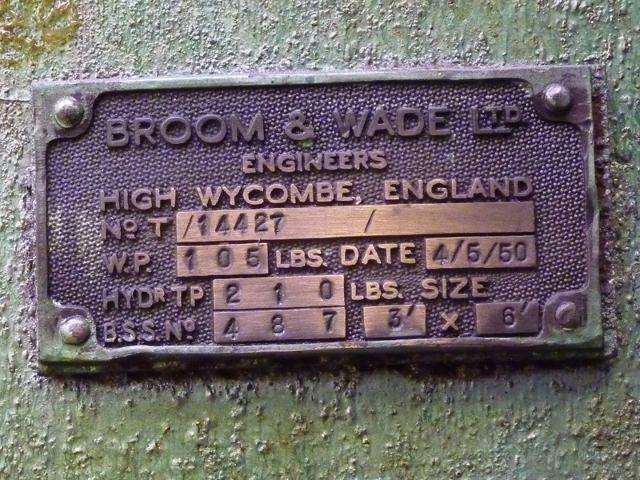 BROOM & WADE LTD.
ENGINEERS
HIGH WYCOMBE, ENGLAND
No T /14427 /
W.P. 105 LBS. DATE 4/5/50
HYDR TP 210 LBS. SIZE
B.S.S. No 487 3' X 6'